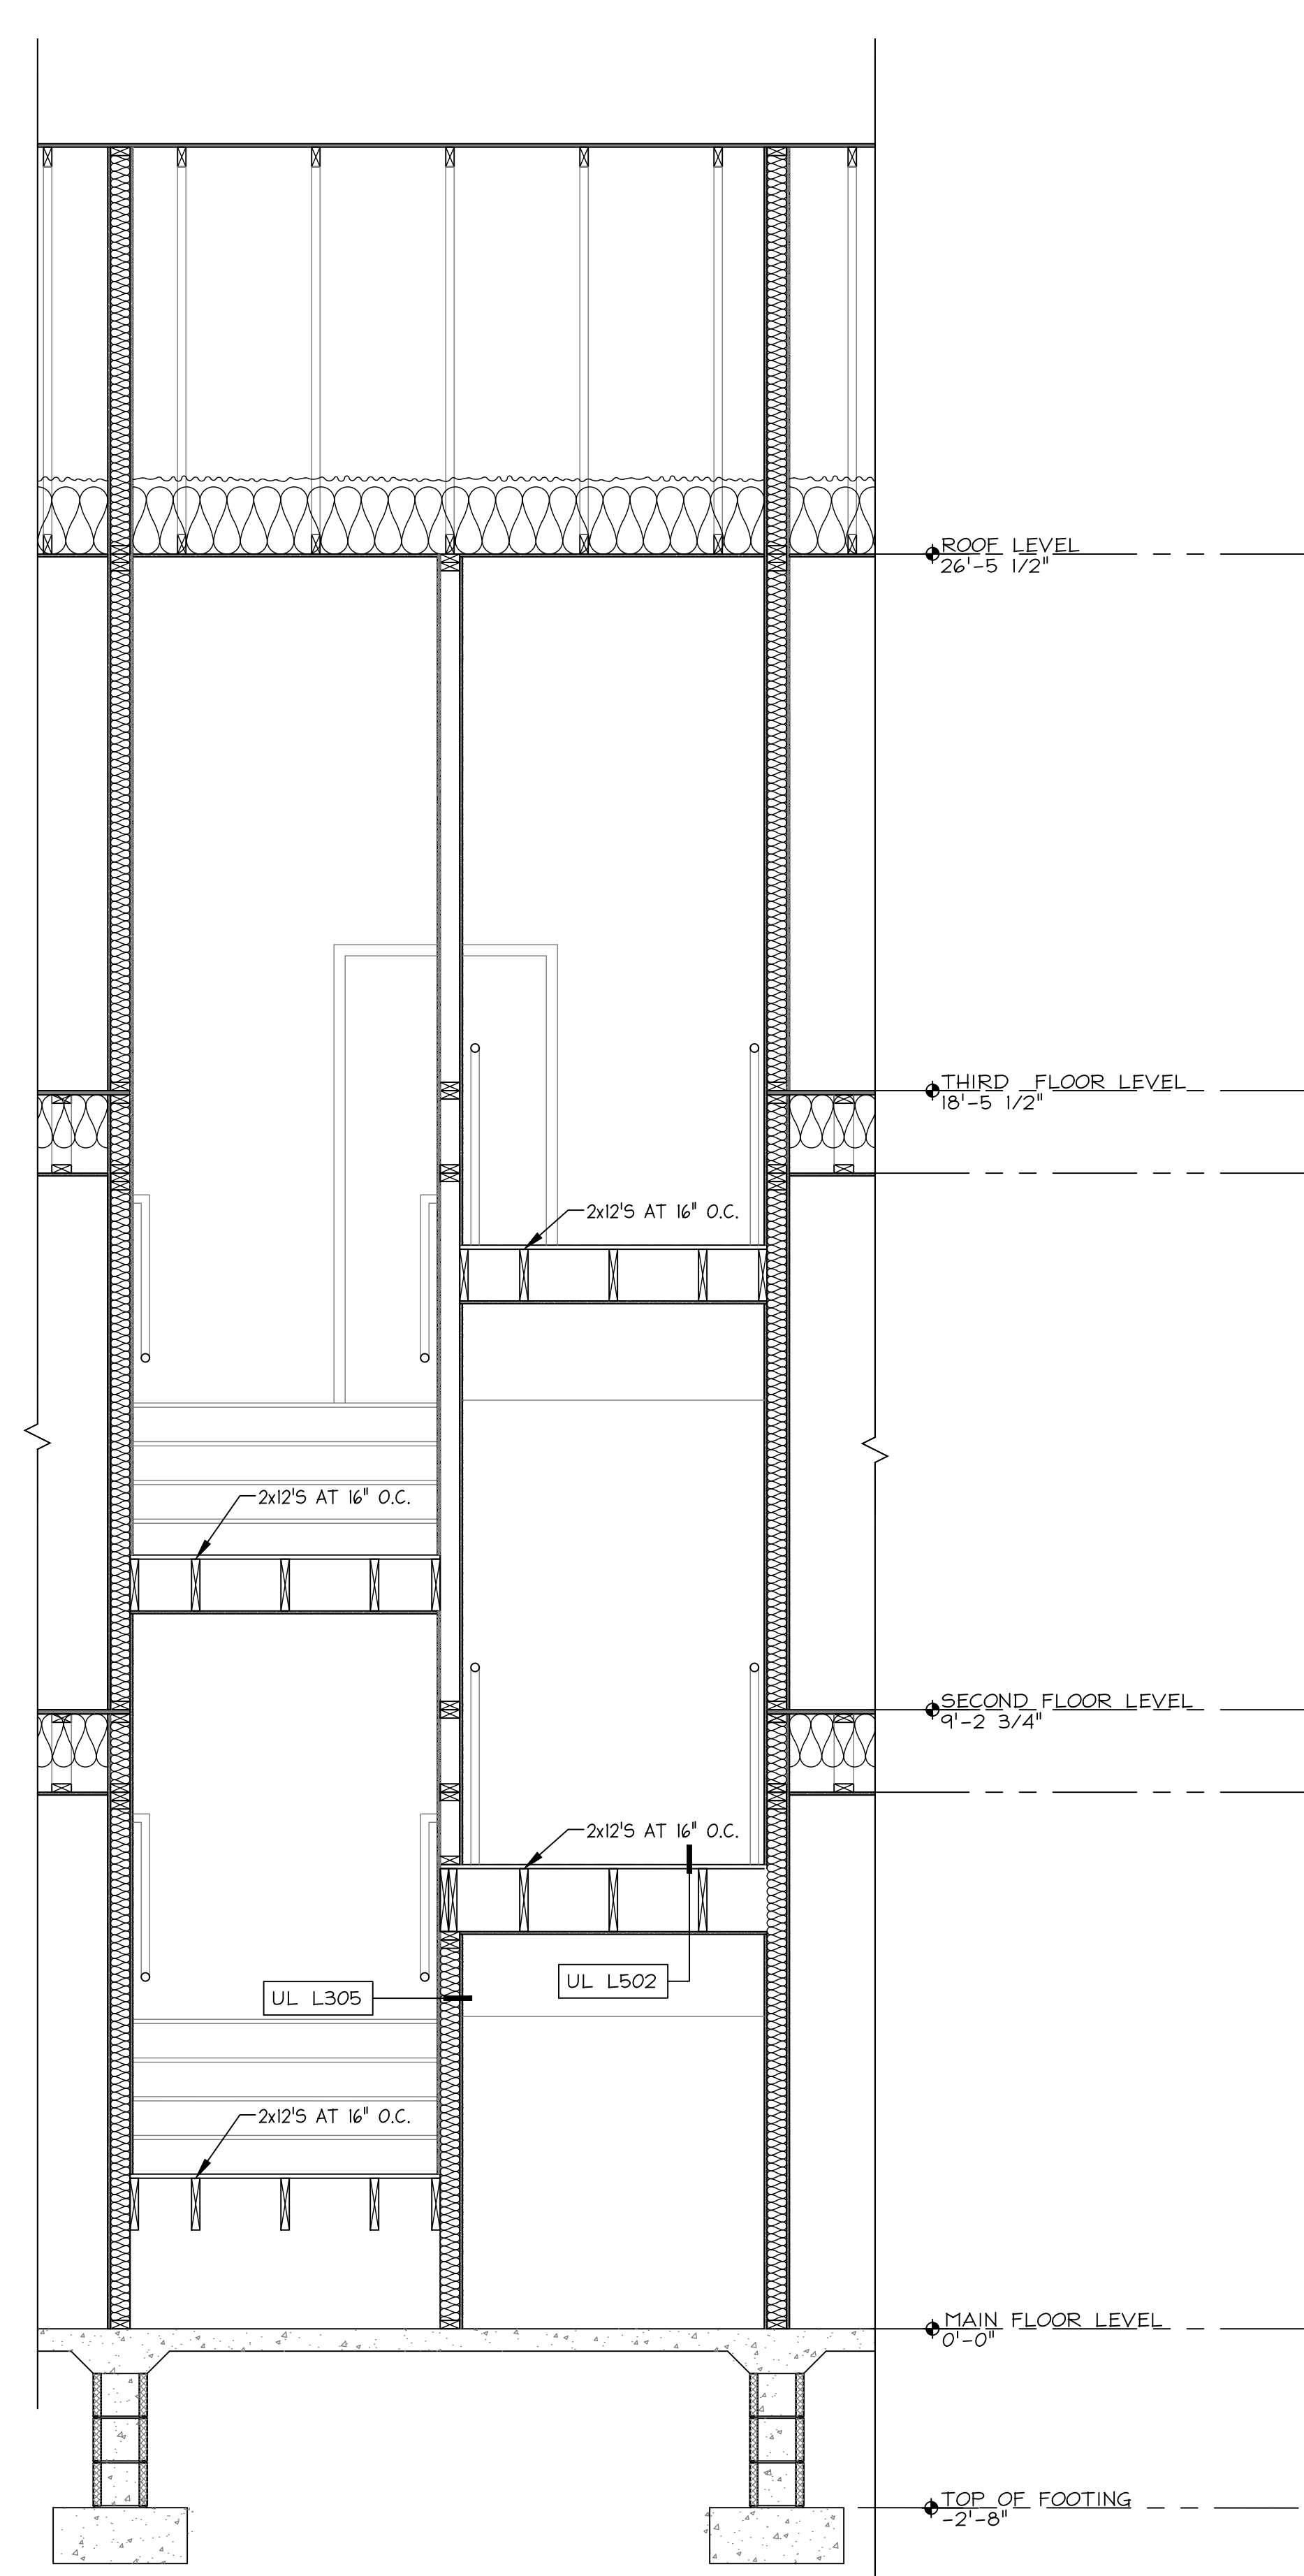 ROOF LEVEL
26'-5 1/2"
THIRD FLOOR LEVEL
18'-5 1/2"
2x12'S AT 16" O.C.
2x12'S AT 16" O.C.
SECOND FLOOR LEVEL
9'-2 3/4"
2x12'S AT 16" O.C.
UL L502
UL L305
2x12'S AT 16" O.C.
MAIN FLOOR LEVEL
0'-0"
TOP OF FOOTING
-2'-8"